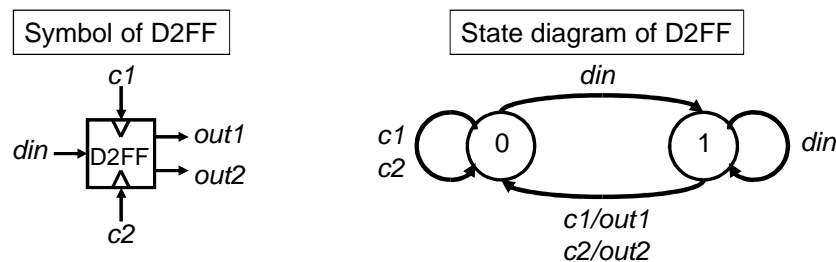 Symbol of D2FF
c1
din
D2FF
out1
out2
c2
State diagram of D2FF
din
c1
c2
0
1
din
c1/out1
c2/out2